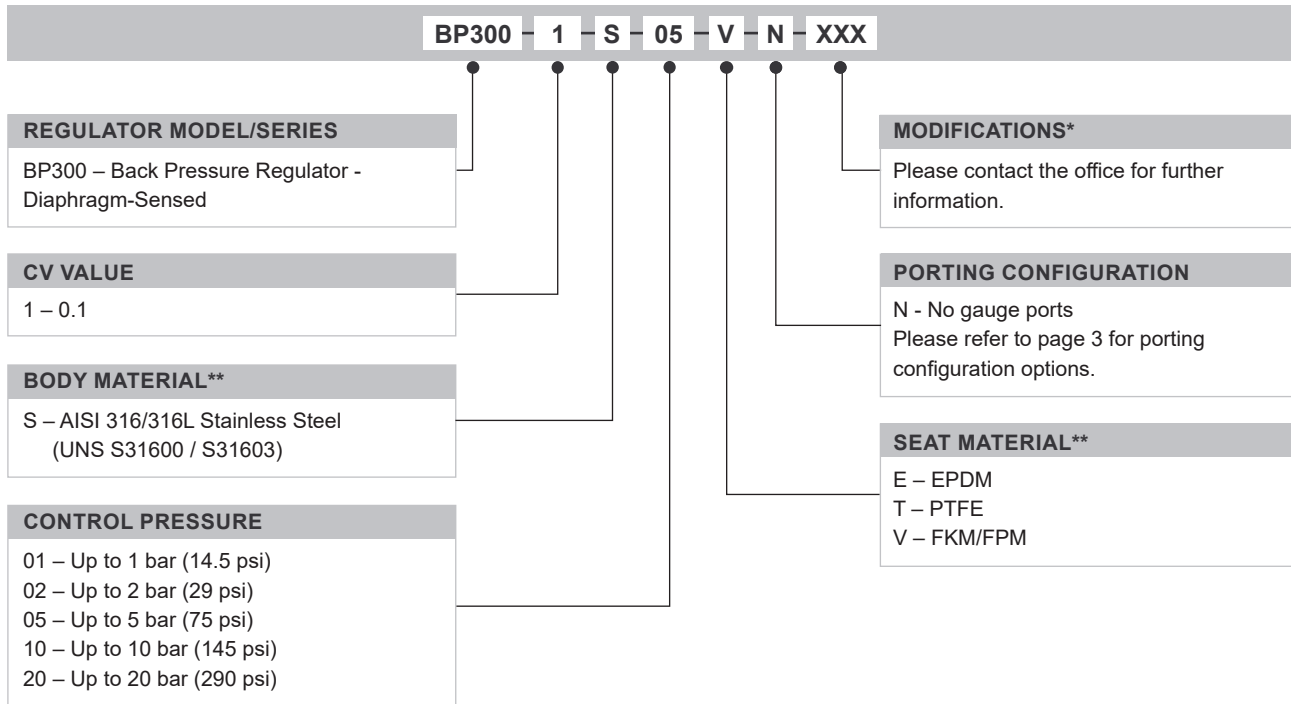 BP300 1 S 05 V N XXX
REGULATOR MODEL/SERIES
BP300 – Back Pressure Regulator -
Diaphragm-Sensed
CV VALUE
1 – 0.1
BODY MATERIAL**
S – AISI 316/316L Stainless Steel
(UNS S31600 / S31603)
CONTROL PRESSURE
01 – Up to 1 bar (14.5 psi)
02 – Up to 2 bar (29 psi)
05 – Up to 5 bar (75 psi)
10 – Up to 10 bar (145 psi)
20 – Up to 20 bar (290 psi)
MODIFICATIONS*
Please contact the office for further
information.
PORTING CONFIGURATION
N - No gauge ports
Please refer to page 3 for porting
configuration options.
SEAT MATERIAL**
E – EPDM
T – PTFE
V – FKM/FPM